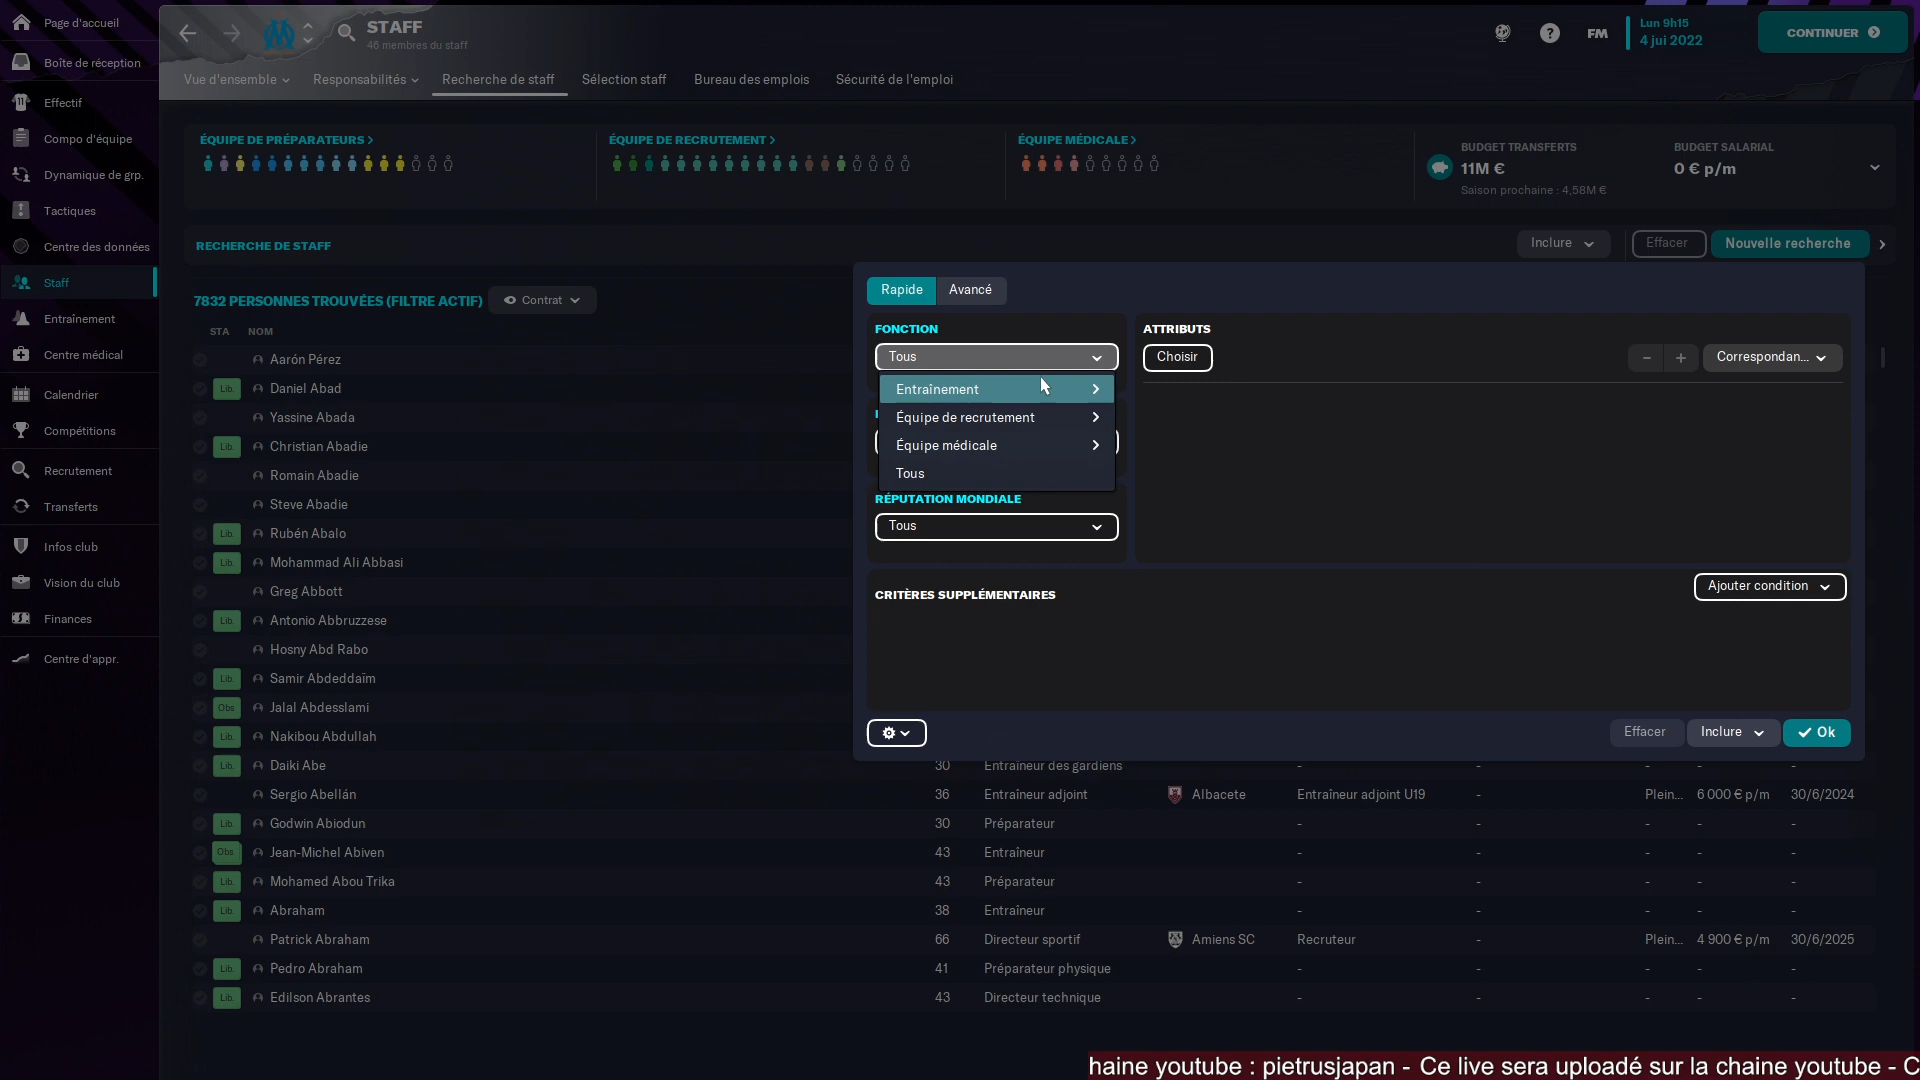 Page d'accueil
Boîte de réception
Effectif
Compo d'équipe
Dynamique de grp.
Tactiques
Centre des données
Staff
Entraînement
Centre médical
Calendrier
Compétitions
Recrutement
Transferts
Infos club
Vision du club
Finances
Centre d'appr.
STAFF
46 membres du staff
FM
Lun 9h15
4 jui 2022
CONTINUER
Vue d'ensemble
Responsabilités
Recherche de staff
Sélection staff
Bureau des emplois
Sécurité de l'emploi
ÉQUIPE DE PRÉPARATEURS >
ÉQUIPE DE RECRUTEMENT >
ÉQUIPE MÉDICALE >
BUDGET TRANSFERTS
11M €
Saison prochaine : 4,58M €
BUDGET SALARIAL
0 € p/m
RECHERCHE DE STAFF
Inclure
Effacer
Nouvelle recherche
7832 PERSONNES TROUVÉES (FILTRE ACTIF)
Contrat
STA NOM
Aarón Pérez
Lib. Daniel Abad
Yassine Abada
Lib. Christian Abadie
Romain Abadie
Steve Abadie
Lib. Rubén Abalo
Lib. Mohammad Ali Abbasi
Greg Abbott
Lib. Antonio Abbruzzese
Hosny Abd Rabo
Lib. Samir Abdeddaïm
Obs Jalal Abdesslami
Lib. Nakibou Abdullah
Lib. Daiki Abe 30 Entraîneur des gardiens - - - - -
Sergio Abellán 36 Entraîneur adjoint Albacete Entraîneur adjoint U19 - Plein... 6 000 € p/m 30/6/2024
Lib. Godwin Abiodun 30 Préparateur - - - - -
Obs Jean-Michel Abiven 43 Entraîneur - - - - -
Lib. Mohamed Abou Trika 43 Préparateur - - - - -
Lib. Abraham 38 Entraîneur - - - - -
Patrick Abraham 66 Directeur sportif Amiens SC Recruteur - Plein... 4 900 € p/m 30/6/2025
Lib. Pedro Abraham 41 Préparateur physique - - - - -
Lib. Edilson Abrantes 43 Directeur technique - - - - -
Rapide
Avancé
FONCTION
Tous
Entraînement
Équipe de recrutement
Équipe médicale
Tous
RÉPUTATION MONDIALE
Tous
ATTRIBUTS
Choisir
Correspondan...
CRITÈRES SUPPLÉMENTAIRES
Ajouter condition
Effacer
Inclure
Ok
haine youtube : pietrusjapan - Ce live sera uploadé sur la chaine youtube - C